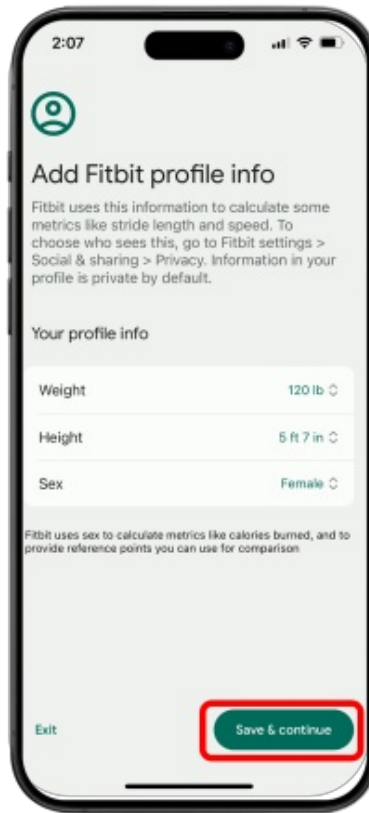 2:07
Add Fitbit profile info
Fitbit uses this information to calculate some
metrics like stride length and speed. To
choose who sees this, go to Fitbit settings >
Social & sharing > Privacy. Information in your
profile is private by default.
Your profile info
Weight 120 lb
Height 5 ft 7 in
Sex Female
Fitbit uses sex to calculate metrics like calories burned, and to
provide reference points you can use for comparison
Exit Save & continue